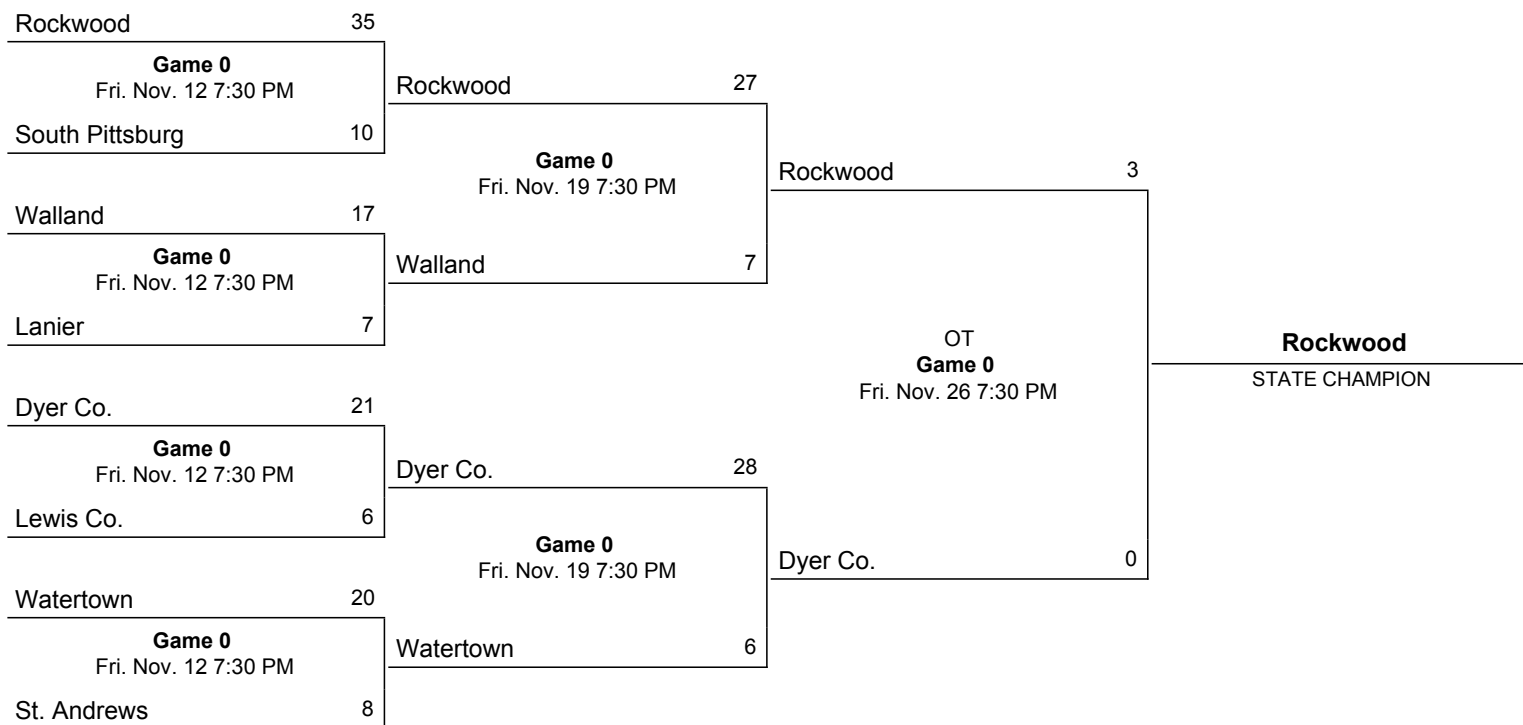 Rockwood 35
Game 0
Fri. Nov. 12 7:30 PM
South Pittsburg 10
Walland 17
Game 0
Fri. Nov. 12 7:30 PM
Lanier 7
Dyer Co. 21
Game 0
Fri. Nov. 12 7:30 PM
Lewis Co. 6
Watertown 20
Game 0
Fri. Nov. 12 7:30 PM
St. Andrews 8
Rockwood 27
Game 0
Fri. Nov. 19 7:30 PM
Walland 7
Dyer Co. 28
Game 0
Fri. Nov. 19 7:30 PM
Watertown 6
Rockwood 3
OT
Game 0
Fri. Nov. 26 7:30 PM
Dyer Co. 0
Rockwood
STATE CHAMPION